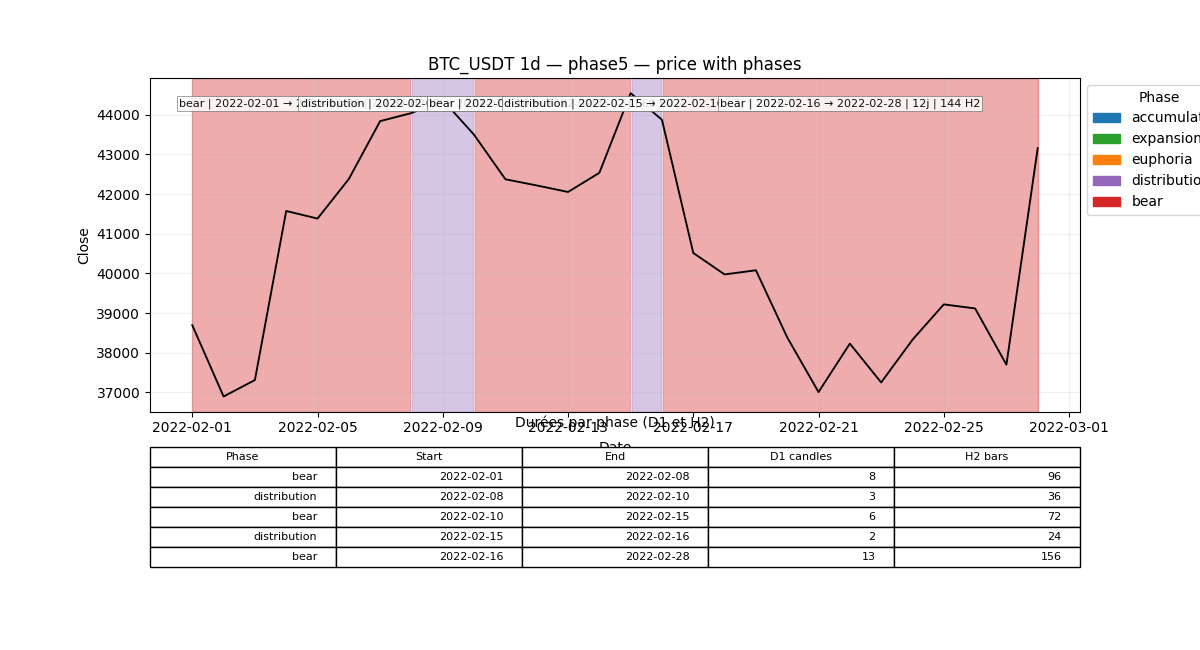 BTC_USDT 1d — phase5 — price with phases
bear | 2022-02-01 →
distribution | 2022-02-
bear | 2022-0
distribution | 2022-02-15 → 2022-02-1
bear | 2022-02-16 → 2022-02-28 | 12j | 144 H2
Phase
accumulat
expansion
euphoria
distributio
bear
Close
44000
43000
42000
41000
40000
39000
38000
37000
2022-02-01 2022-02-05 2022-02-09 2022-02-13 2022-02-17 2022-02-21 2022-02-25 2022-03-01
Durées par phase (D1 et H2)
Date
Phase Start End D1 candles H2 bars
bear 2022-02-01 2022-02-08 8 96
distribution 2022-02-08 2022-02-10 3 36
bear 2022-02-10 2022-02-15 6 72
distribution 2022-02-15 2022-02-16 2 24
bear 2022-02-16 2022-02-28 13 156